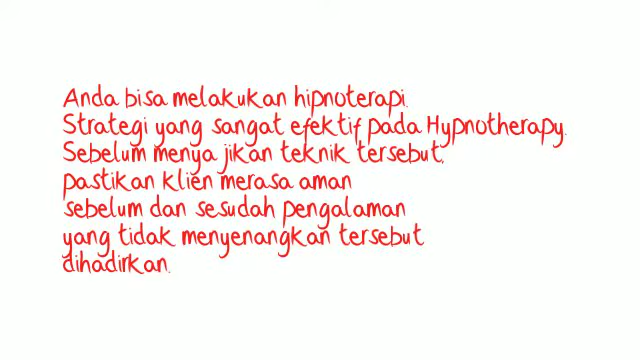 Anda bisa melakukan hipnoterapi.
Strategi yang sangat efektif pada Hypnotherapy.
Sebelum menya jikan teknik tersebut,
pastikan klien merasa aman
sebelum dan sesudah pengalaman
yang tidak menyenangkan tersebut
dihadirkan.